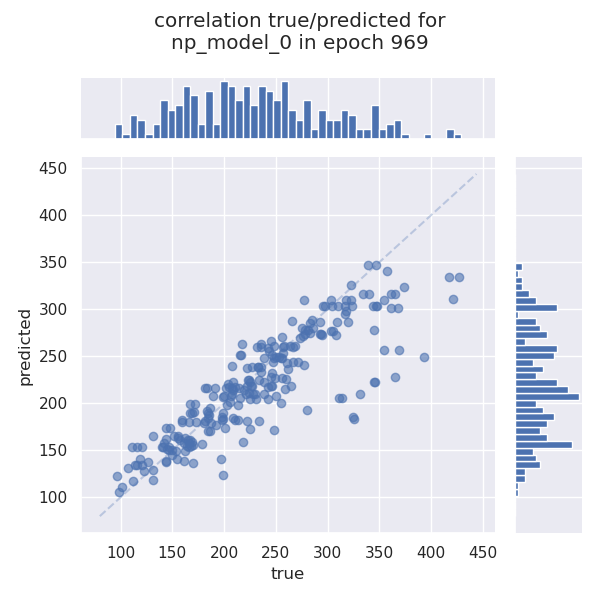 correlation true/predicted for
np_model_0 in epoch 969
450
400
350
300
250
200
150
100
predicted
100 150 200 250 300 350 400 450
true